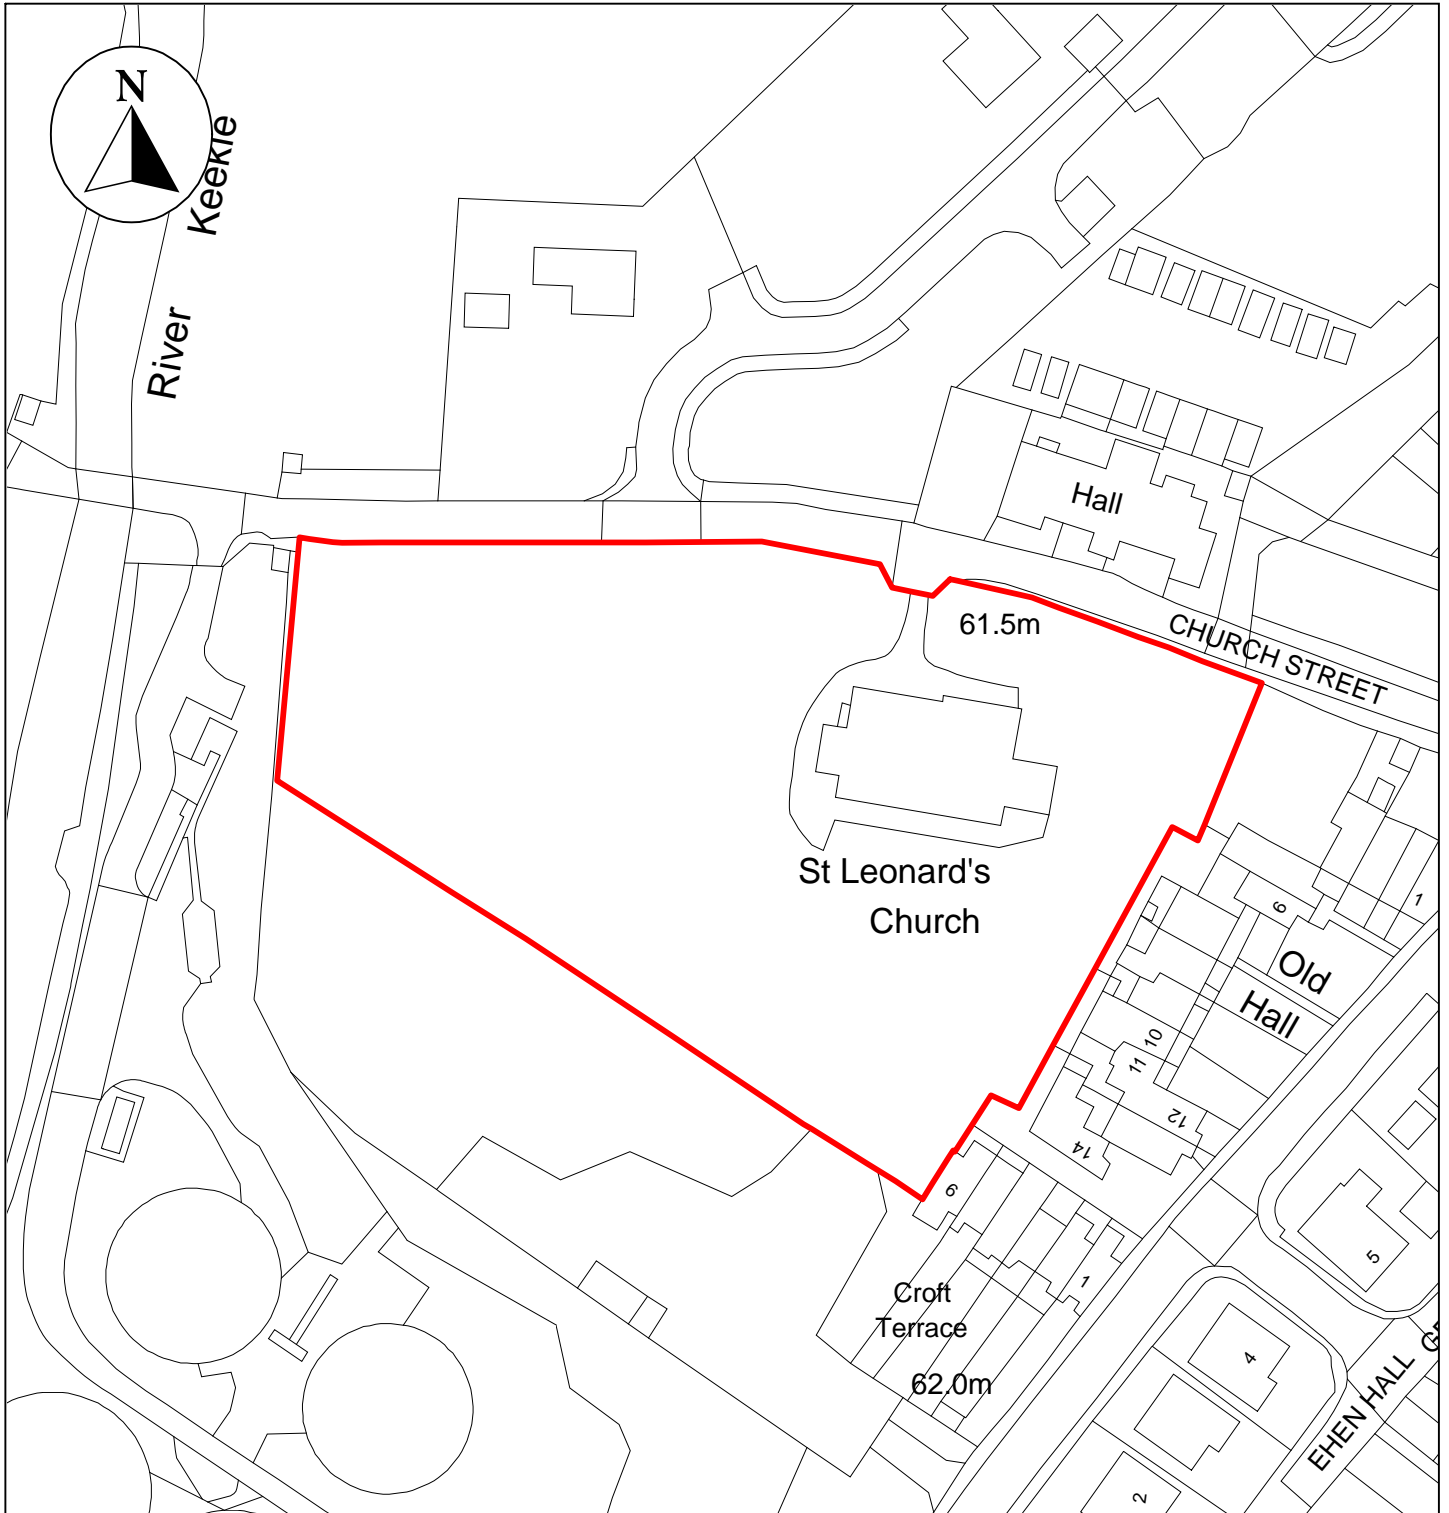 N
River Keekle
Hall
61.5m
CHURCH STREET
St Leonard's
Church
1
6
Old
Hall
10
11
12
14
9
1
5
Croft
Terrace
4
62.0m
EHEN HALL
2